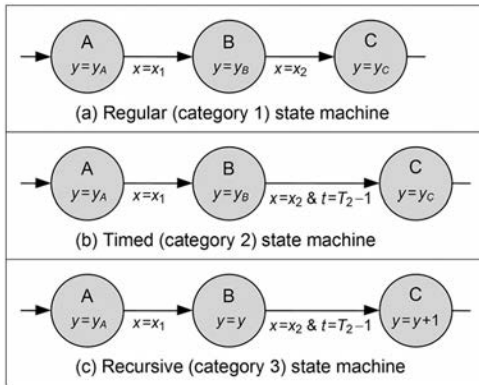 A B C
y=yA y=yB y=yC
x=x1 x=x2
(a) Regular (category 1) state machine
A B C
y=yA y=yB y=yC
x=x1 x=x2 & t=T2−1
(b) Timed (category 2) state machine
A B C
y=yA y=y y=y+1
x=x1 x=x2 & t=T2−1
(c) Recursive (category 3) state machine